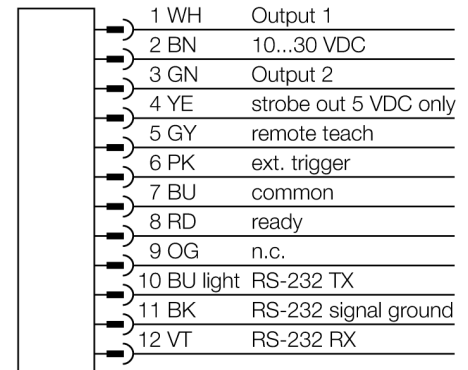 1 WH Output 1
2 BN 10...30 VDC
3 GN Output 2
4 YE strobe out 5 VDC only
5 GY remote teach
6 PK ext. trigger
7 BU common
8 RD ready
9 OG n.c.
10 BU light RS-232 TX
11 BK RS-232 signal ground
12 VT RS-232 RX